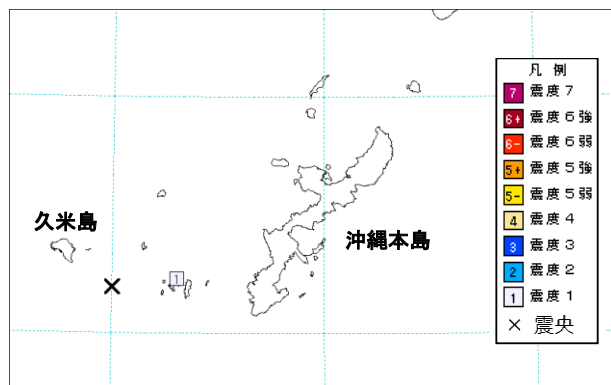 久米島
沖縄本島
1
×
凡例
7 震度7
6+ 震度6強
6- 震度6弱
5+ 震度5強
5- 震度5弱
4 震度4
3 震度3
2 震度2
1 震度1
× 震央